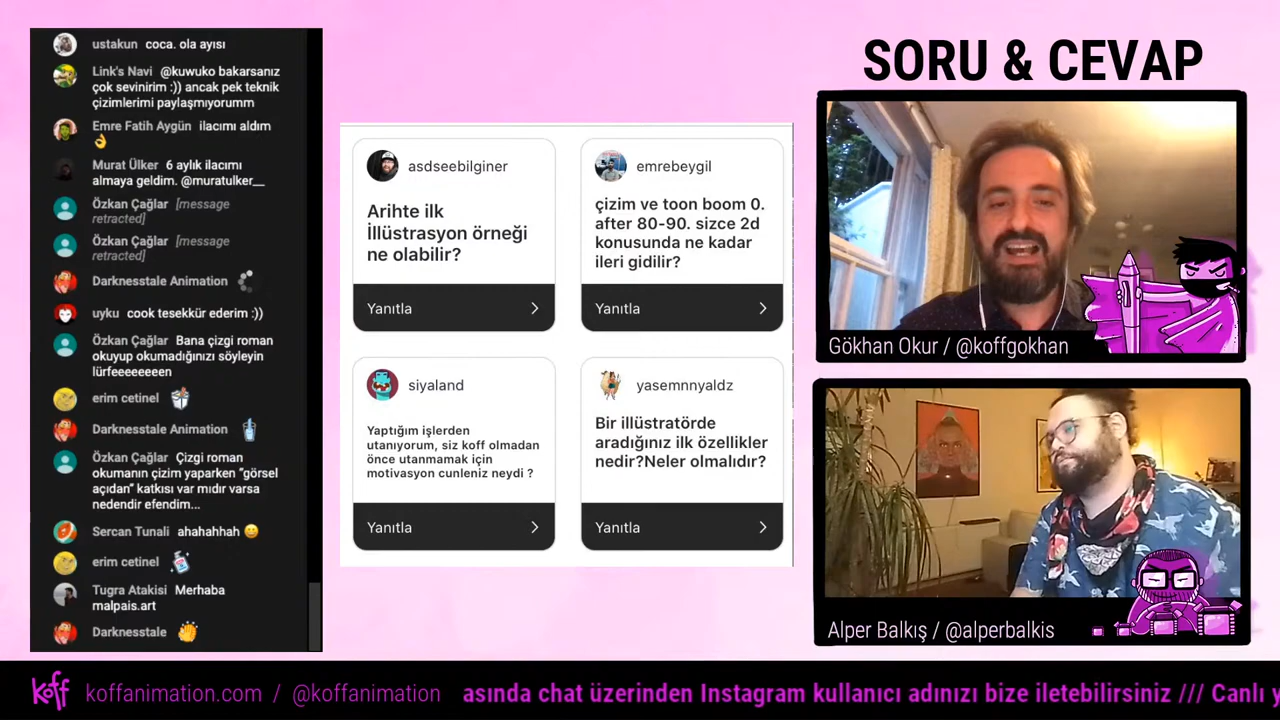 ustakun coca. ola ayısı
Link's Navi @kuwuko bakarsanız
çok sevinirim :)) ancak pek teknik
çizimlerimi paylaşmıyorumm
Emre Fatih Aygün ilacımı aldım
👌
Murat Ülker 6 aylık ilacımı
almaya geldim. @muratulker__
Özkan Çağlar [message
retracted]
Özkan Çağlar [message
retracted]
Darknesstale Animation
uyku cook tesekkür ederim :))
Özkan Çağlar Bana çizgi roman
okuyup okumadığınızı söyleyin
lürfeeeeeeen
erim cetinel
Darknesstale Animation
Özkan Çağlar Çizgi roman
okumanın çizim yaparken “görsel
açıdan” katkısı var mıdır varsa
nedendir efendim...
Sercan Tunali ahahahhah 😄
erim cetinel
Tugra Atakisi Merhaba
malpais.art
Darknesstale 👏
asdseebilginer
Arihte ilk
İllüstrasyon örneği
ne olabilir?
Yanıtla
emrebeygil
çizim ve toon boom 0.
after 80-90. sizce 2d
konusunda ne kadar
ileri gidilir?
Yanıtla
siyaland
Yaptığım işlerden
utanıyorum, siz koff olmadan
önce utanmamak için
motivasyon cunleniz neydi ?
Yanıtla
yasemnnyaldz
Bir illüstratörde
aradığınız ilk özellikler
nedir?Neler olmalıdır?
Yanıtla
SORU & CEVAP
Gökhan Okur / @koffgokhan
Alper Balkış / @alperbalkis
koff koffanimation.com / @koffanimation asında chat üzerinden Instagram kullanıcı adınızı bize iletebilirsiniz /// Canlı y